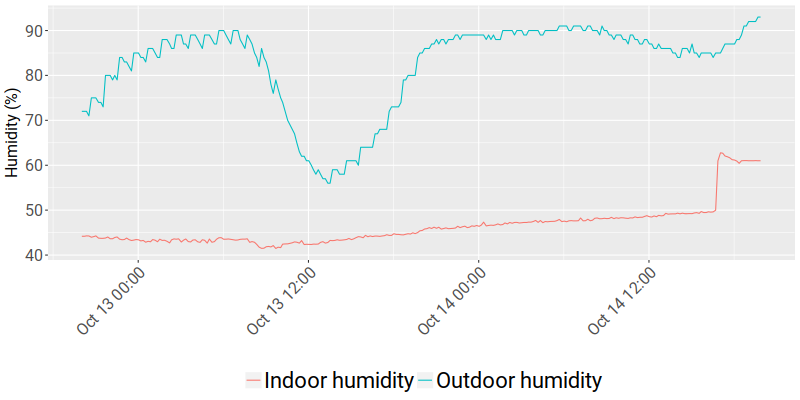 Humidity (%)
90
80
70
60
50
40
Oct 13 00:00
Oct 13 12:00
Oct 14 00:00
Oct 14 12:00
Indoor humidity
Outdoor humidity